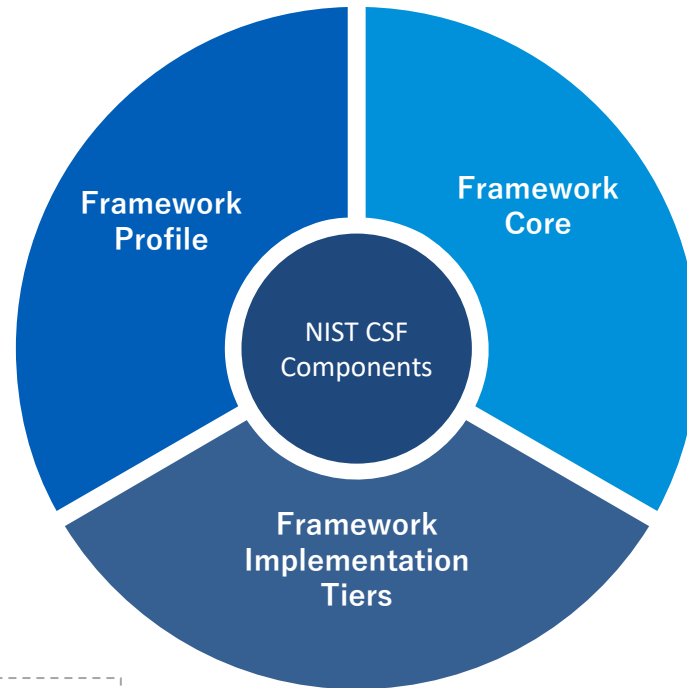 Framework
Profile
Framework
Core
NIST CSF
Components
Framework
Implementation
Tiers